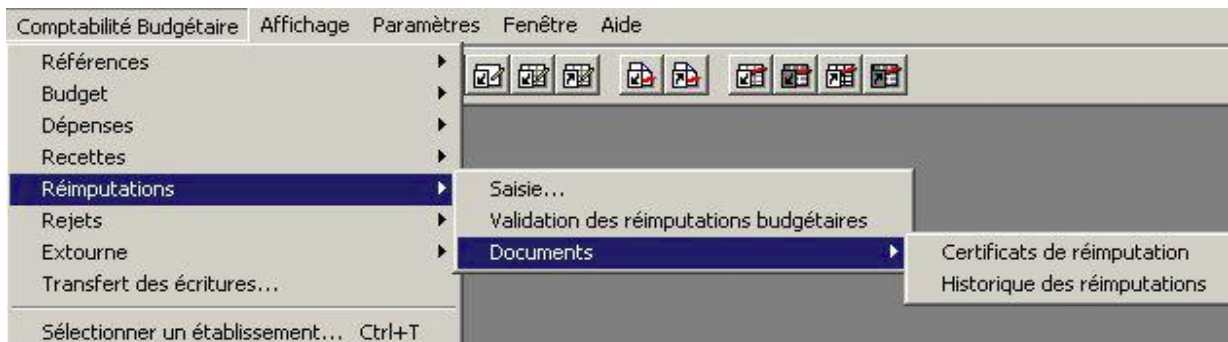 Comptabilité Budgétaire Affichage Paramètres Fenêtre Aide
Références
Budget
Dépenses
Recettes
Réimputations
Rejets
Extourne
Transfert des écritures...
Sélectionner un établissement... Ctrl+T
Saisie...
Validation des réimputations budgétaires
Documents
Certificats de réimputation
Historique des réimputations